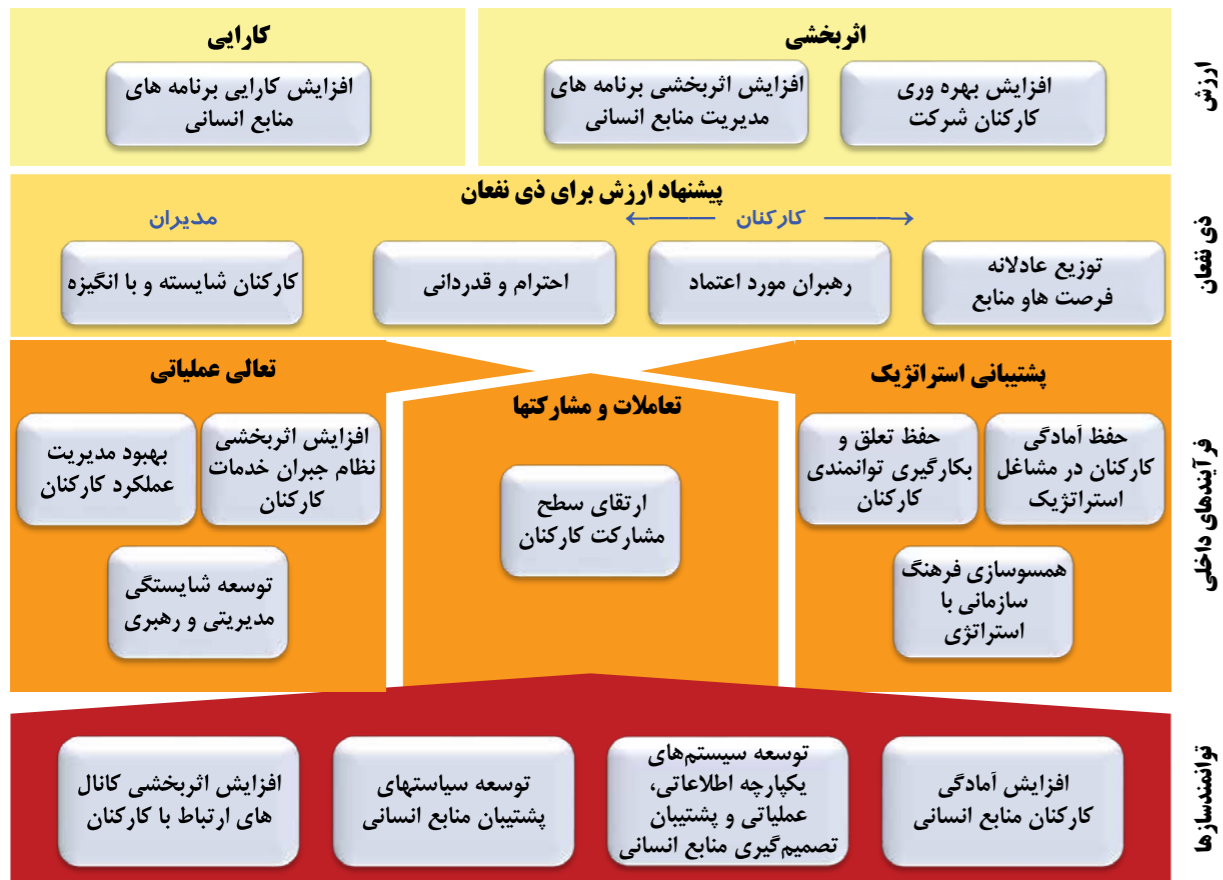 ارزش
اثربخشی
افزایش بهره وری
کارکنان شرکت
افزایش اثربخشی برنامه های
مدیریت منابع انسانی
کارایی
افزایش کارایی برنامه های
منابع انسانی
ذی نفعان
پیشنهاد ارزش برای ذی نفعان
کارکنان
مدیران
توزیع عادلانه
فرصت هاو منابع
رهبران مورد اعتماد
احترام و قدردانی
کارکنان شایسته و با انگیزه
فرآیندهای داخلی
پشتیبانی استراتژیک
حفظ آمادگی
کارکنان در مشاغل
استراتژیک
حفظ تعلق و
بکارگیری توانمندی
کارکنان
همسوسازی فرهنگ
سازمانی با
استراتژی
تعاملات و مشارکتها
ارتقای سطح
مشارکت کارکنان
تعالی عملیاتی
افزایش اثربخشی
نظام جبران خدمات
کارکنان
بهبود مدیریت
عملکرد کارکنان
توسعه شایستگی
مدیریتی و رهبری
توانمندسازها
افزایش آمادگی
کارکنان منابع انسانی
توسعه سیستم‌های
یکپارچه اطلاعاتی،
عملیاتی و پشتیبان
تصمیم‌گیری منابع انسانی
توسعه سیاستهای
پشتیبان منابع انسانی
افزایش اثربخشی کانال
های ارتباط با کارکنان